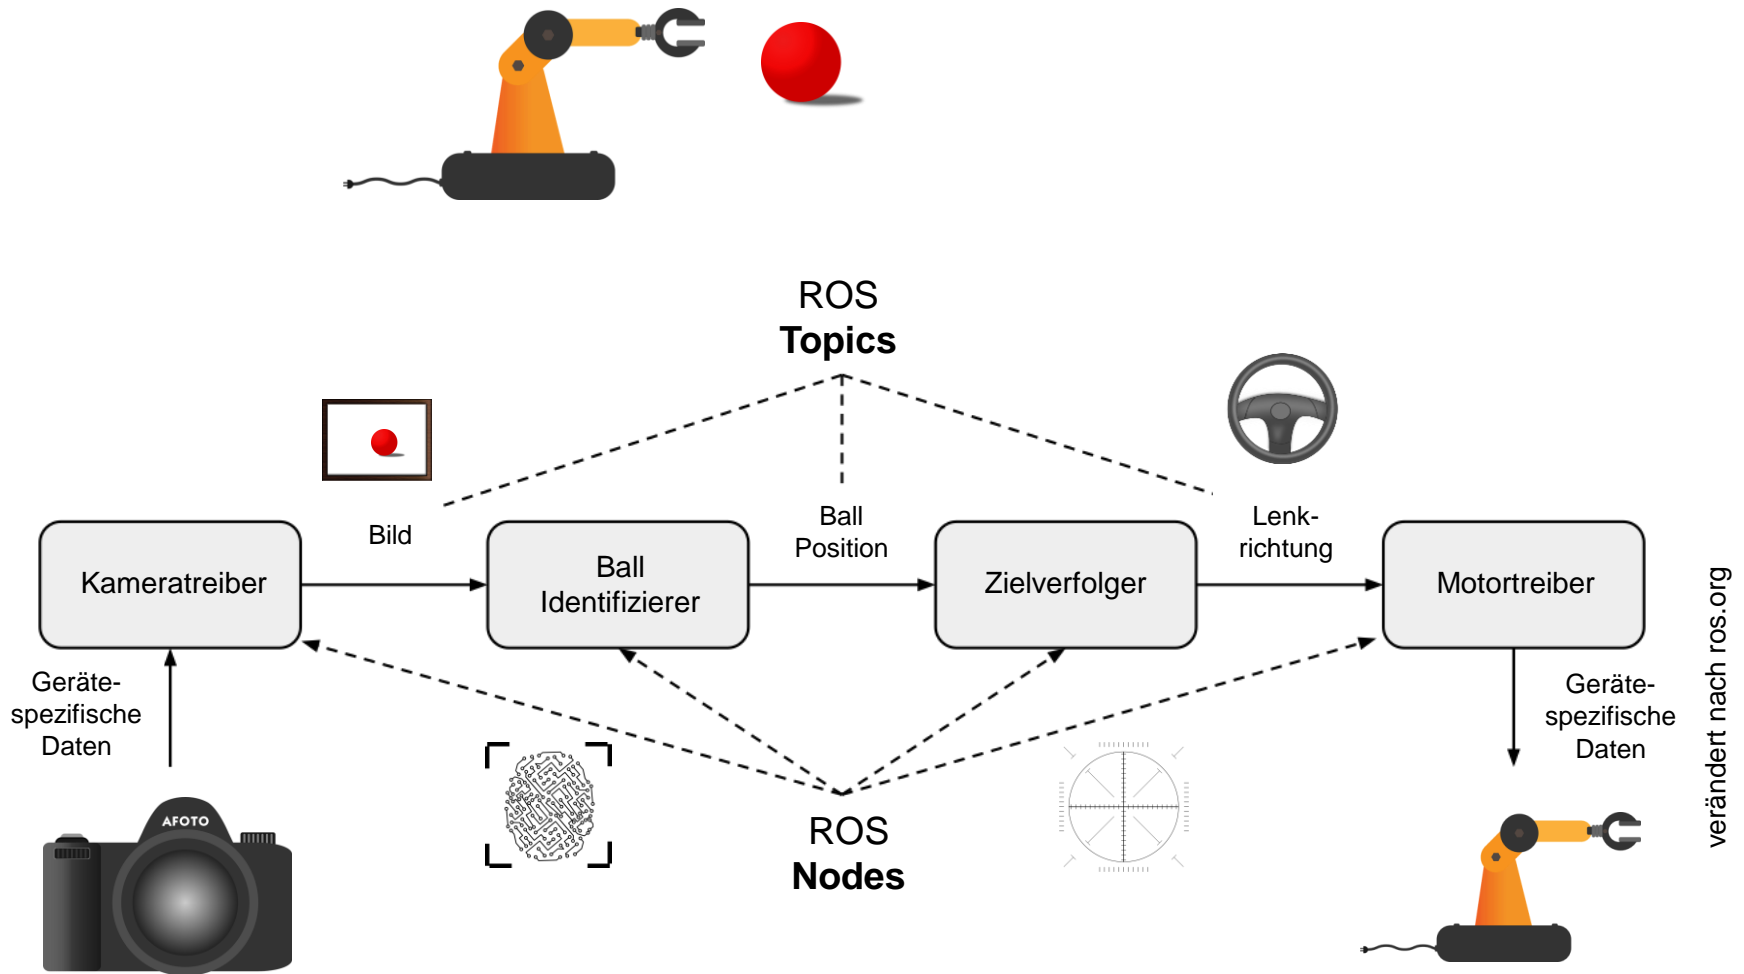 ROS
Topics
Bild
Ball
Position
Lenk-
richtung
Kameratreiber
Ball
Identifizierer
Zielverfolger
Motortreiber
Geräte-
spezifische
Daten
Geräte-
spezifische
Daten
AFOTO
ROS
Nodes
verändert nach ros.org